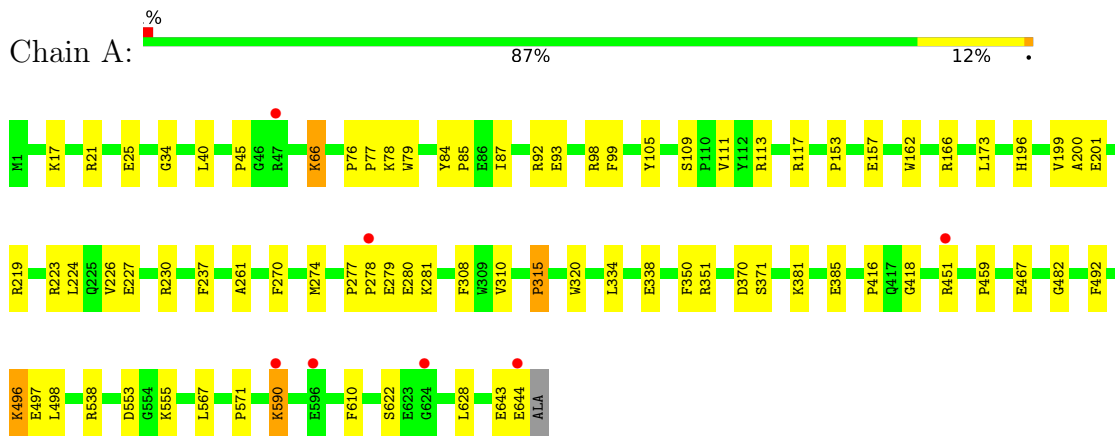 .%
Chain A:
87% 12% •
M1 K17 R21 E25 G34 L40 P45 G46 R47 K66 P76 P77 K78 W79 Y84 P85 E86 I87 R92 E93 R98 F99 Y105 S109 P110 V111 Y112 R113 R117 P153 E157 W162 R166 L173 H196 V199 A200 E201
R219 R223 L224 Q225 V226 E227 R230 F237 A261 F270 M274 P277 P278 E279 E280 K281 F308 W309 V310 P315 W320 L334 E338 F350 R351 D370 S371 K381 E385 P416 Q417 G418 R451 P459 E467 G482 F492
K496 E497 L498 R538 D553 G554 K555 L567 P571 K590 E596 F610 S622 E623 G624 L628 E643 E644 ALA